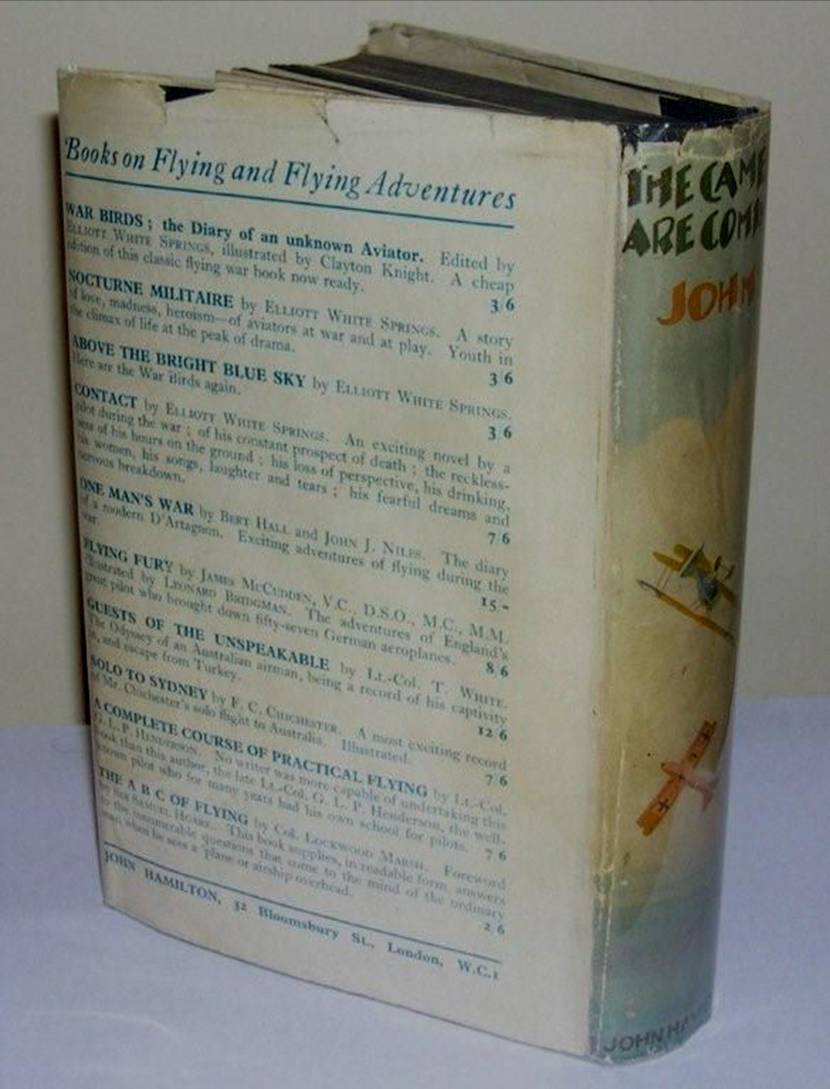 Books on Flying and Flying Adventures
WAR BIRDS ; the Diary of an unknown Aviator. Edited by
ELLIOTT WHITE SPRINGS, illustrated by Clayton Knight. A cheap
edition of this classic flying war book now ready. 3/6
NOCTURNE MILITAIRE by ELLIOTT WHITE SPRINGS. A story
of love, madness, heroism—of aviators at war and at play. Youth in
the climax of life at the peak of drama. 3/6
ABOVE THE BRIGHT BLUE SKY by ELLIOTT WHITE SPRINGS.
Here are the War Birds again. 3/6
CONTACT by ELLIOTT WHITE SPRINGS. An exciting novel by a
pilot during the war ; of his constant prospect of death ; the reckless-
ness of his hours on the ground ; his loss of perspective, his drinking,
his women, his songs, laughter and tears ; his fearful dreams and
nervous breakdown. 7/6
ONE MAN'S WAR by BERT HALL and JOHN J. NILES. The diary
of a modern D'Artagnon. Exciting adventures of flying during the
war. 15 -
FLYING FURY by JAMES McCUDDEN, V.C., D.S.O., M.C., M.M.
Illustrated by LEONARD BRIDGMAN. The adventures of England's
great pilot who brought down fifty-seven German aeroplanes. 8/6
GUESTS OF THE UNSPEAKABLE by LT.-COL. T. WHITE.
The Odyssey of an Australian airman, being a record of his captivity
in, and escape from Turkey. 12/6
SOLO TO SYDNEY by F. C. CHICHESTER. A most exciting record
of Mr. Chichester's solo flight to Australia. Illustrated. 7/6
A COMPLETE COURSE OF PRACTICAL FLYING by LT.-COL.
G. L. P. HENDERSON. No writer was more capable of undertaking this
book than this author, the late LT.-COL. G. L. P. Henderson, the well-
known pilot who for many years had his own school for pilots. 7/6
THE A B C OF FLYING by COL. LOCKWOOD MARSH. Foreword
by SIR SAMUEL HOARE. This book supplies, in readable form, answers
to the innumerable questions that come to the mind of the ordinary
man when he sees a 'plane or airship overhead. 2/6
JOHN HAMILTON, 32 Bloomsbury St., London, W.C.1
THE CAME
ARE COM
JOHN
JOHN HA